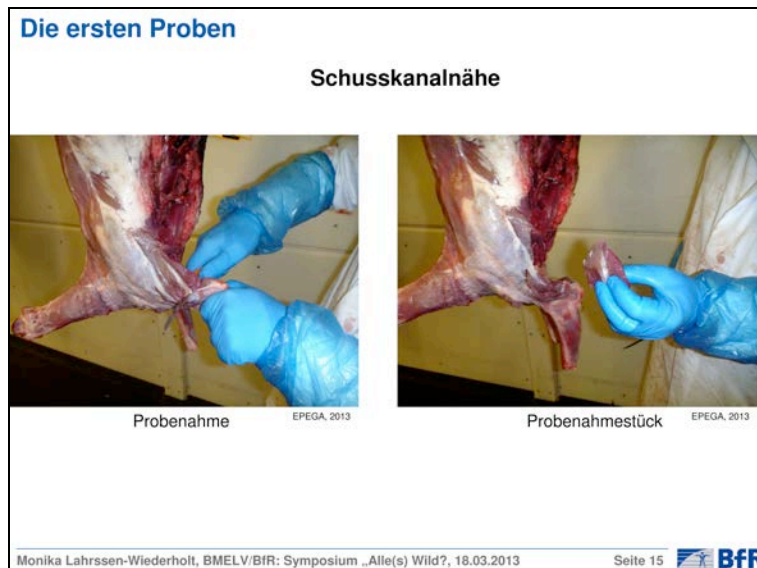 Die ersten Proben
Schusskanalnähe
Probenahme
EPEGA, 2013
Probenahmestück
EPEGA, 2013
Monika Lahrssen-Wiederholt, BMELV/BfR: Symposium „Alle(s) Wild?, 18.03.2013
Seite 15
BfR